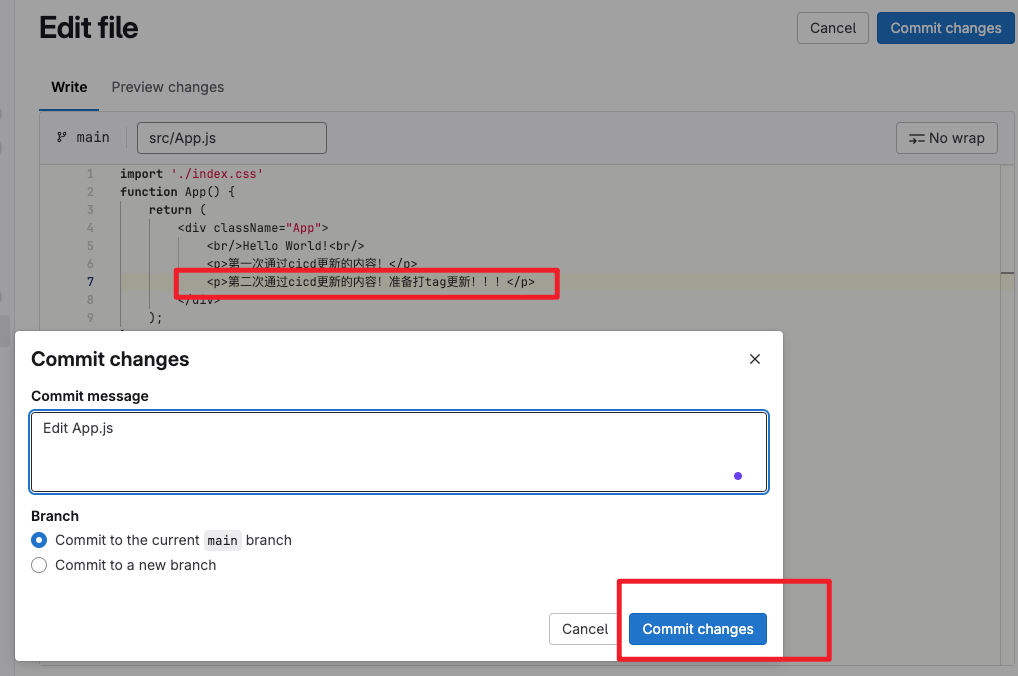 Edit file
Cancel
Commit changes
Write
Preview changes
main
src/App.js
No wrap
1 import './index.css'
2 function App() {
3 return (
4 <div className="App">
5 <br/>Hello World!<br/>
6 <p>第一次通过cicd更新的内容！</p>
7 <p>第二次通过cicd更新的内容！准备打tag更新！！！</p>
8 </div>
9 );
Commit changes
Commit message
Edit App.js
Branch
Commit to the current main branch
Commit to a new branch
Cancel
Commit changes